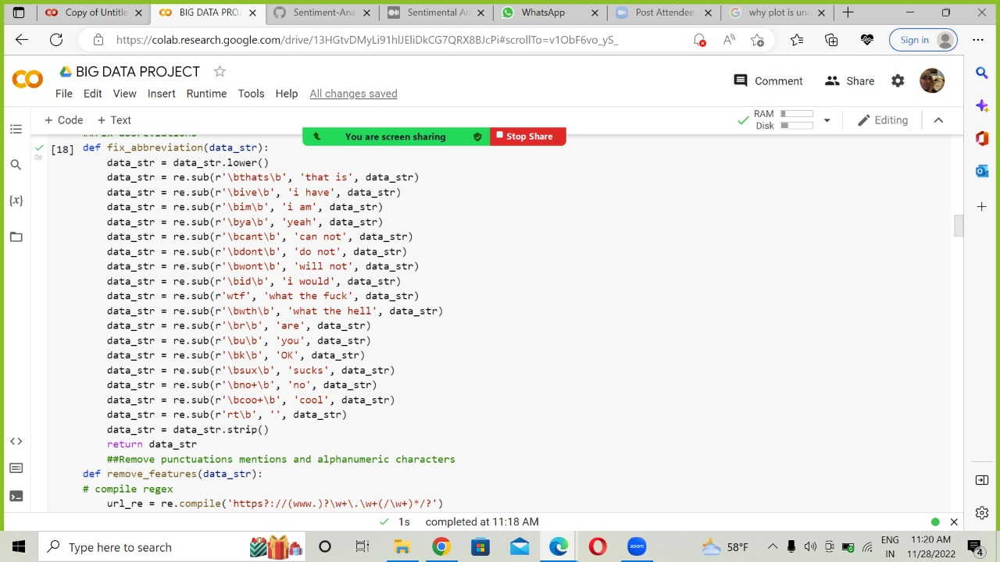 Copy of Untitle
BIG DATA PROJ
Sentiment-Ana
Sentimental An
WhatsApp
Post Attendee
why plot is und
https://colab.research.google.com/drive/13HGtvDMyLi91hlJEIiDkCG7QRX8BJcPi#scrollTo=v1ObF6vo_yS_
Sign in
BIG DATA PROJECT
Comment
Share
File Edit View Insert Runtime Tools Help All changes saved
+ Code + Text
RAM
Disk
Editing
You are screen sharing
Stop Share
##Fix abbreviations
[18] def fix_abbreviation(data_str):
0s
data_str = data_str.lower()
data_str = re.sub(r'\bthats\b', 'that is', data_str)
data_str = re.sub(r'\bive\b', 'i have', data_str)
data_str = re.sub(r'\bim\b', 'i am', data_str)
data_str = re.sub(r'\bya\b', 'yeah', data_str)
data_str = re.sub(r'\bcant\b', 'can not', data_str)
data_str = re.sub(r'\bdont\b', 'do not', data_str)
data_str = re.sub(r'\bwont\b', 'will not', data_str)
data_str = re.sub(r'\bid\b', 'i would', data_str)
data_str = re.sub(r'wtf', 'what the fuck', data_str)
data_str = re.sub(r'\bwth\b', 'what the hell', data_str)
data_str = re.sub(r'\br\b', 'are', data_str)
data_str = re.sub(r'\bu\b', 'you', data_str)
data_str = re.sub(r'\bk\b', 'OK', data_str)
data_str = re.sub(r'\bsux\b', 'sucks', data_str)
data_str = re.sub(r'\bno+\b', 'no', data_str)
data_str = re.sub(r'\bcoo+\b', 'cool', data_str)
data_str = re.sub(r'rt\b', '', data_str)
data_str = data_str.strip()
return data_str
##Remove punctuations mentions and alphanumeric characters
def remove_features(data_str):
# compile regex
url_re = re.compile('https?://(www.)?\w+\.\w+(/\w+)*/?')
{x}
1s completed at 11:18 AM
Type here to search
zoom
58°F
ENG
IN
11:20 AM
11/28/2022
4